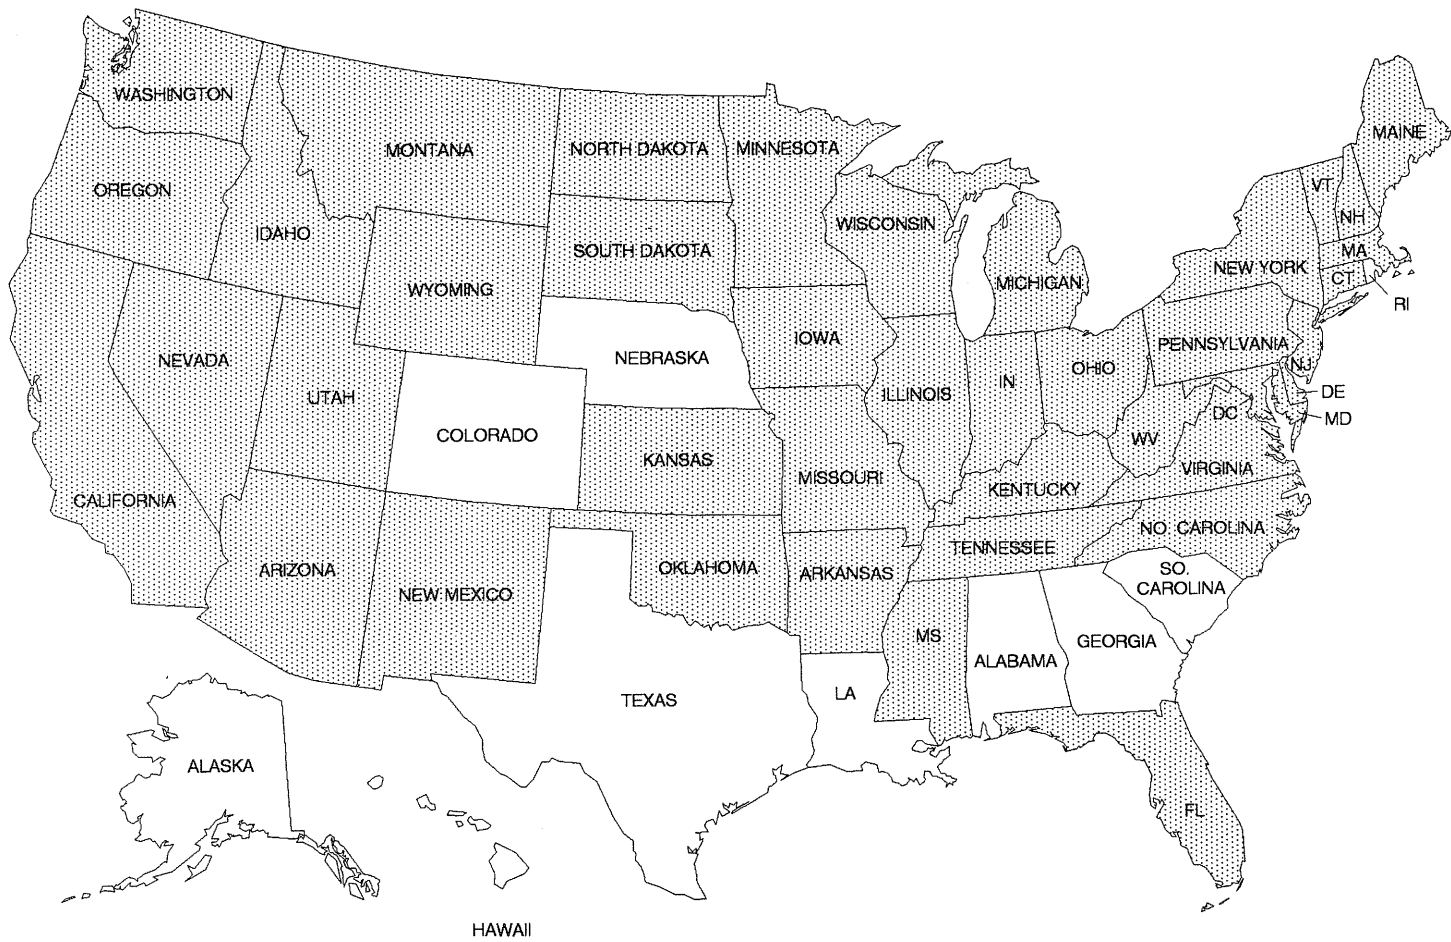 WASHINGTON
MAINE
MONTANA
NORTH DAKOTA
MINNESOTA
OREGON
VT
NH
IDAHO
WISCONSIN
SOUTH DAKOTA
MA
NEW YORK
CT
MICHIGAN
WYOMING
RI
IOWA
PENNSYLVANIA
NEVADA
NEBRASKA
NJ
OHIO
IN
UTAH
ILLINOIS
DE
DC
MD
COLORADO
WV
KANSAS
VIRGINIA
MISSOURI
KENTUCKY
CALIFORNIA
NO. CAROLINA
TENNESSEE
ARIZONA
OKLAHOMA
ARKANSAS
SO.
CAROLINA
NEW MEXICO
MS
GEORGIA
ALABAMA
TEXAS
LA
ALASKA
FL
HAWAII